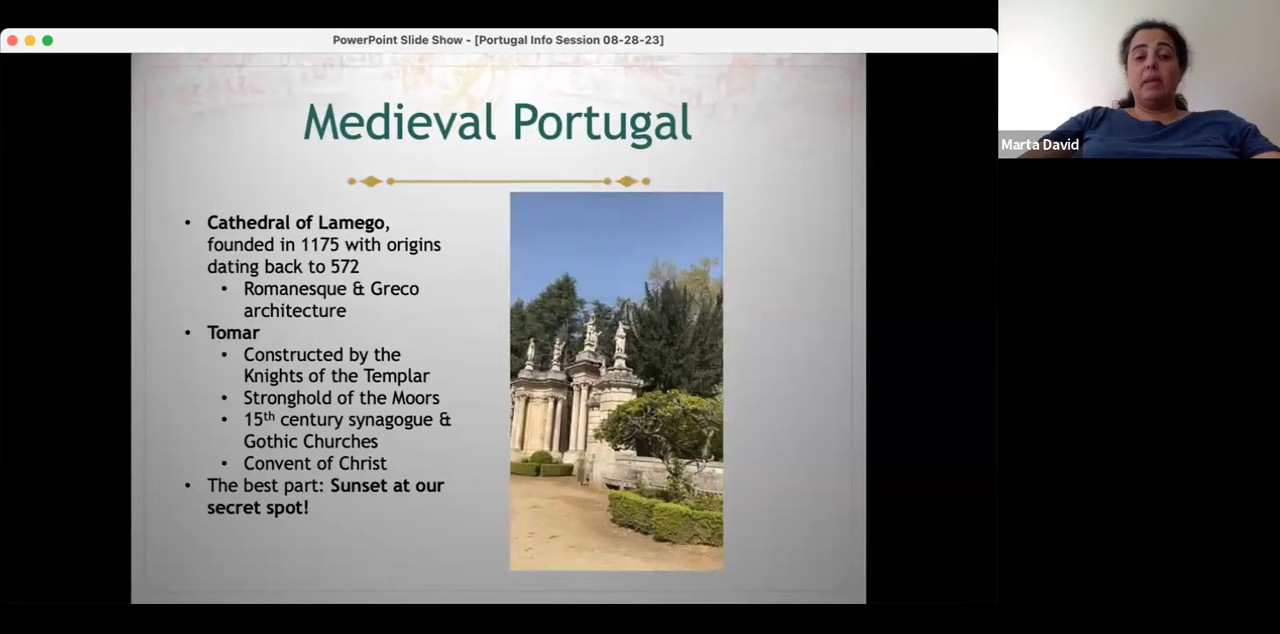 PowerPoint Slide Show - [Portugal Info Session 08-28-23]
Medieval Portugal
• Cathedral of Lamego,
founded in 1175 with origins
dating back to 572
• Romanesque & Greco
architecture
• Tomar
• Constructed by the
Knights of the Templar
• Stronghold of the Moors
• 15th century synagogue &
Gothic Churches
• Convent of Christ
• The best part: Sunset at our
secret spot!
Marta David